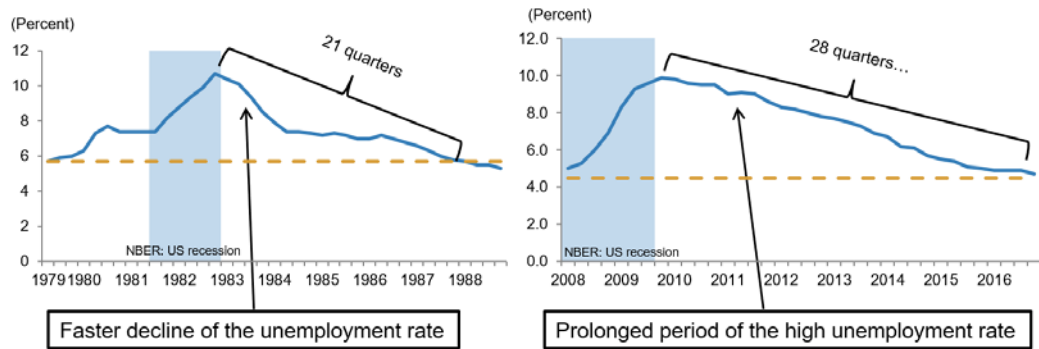 (Percent)
12
10
8
6
4
2
0
21 quarters
NBER: US recession
1979 1980 1981 1982 1983 1984 1985 1986 1987 1988
Faster decline of the unemployment rate
(Percent)
12.0
10.0
8.0
6.0
4.0
2.0
0.0
28 quarters...
NBER: US recession
2008 2009 2010 2011 2012 2013 2014 2015 2016
Prolonged period of the high unemployment rate